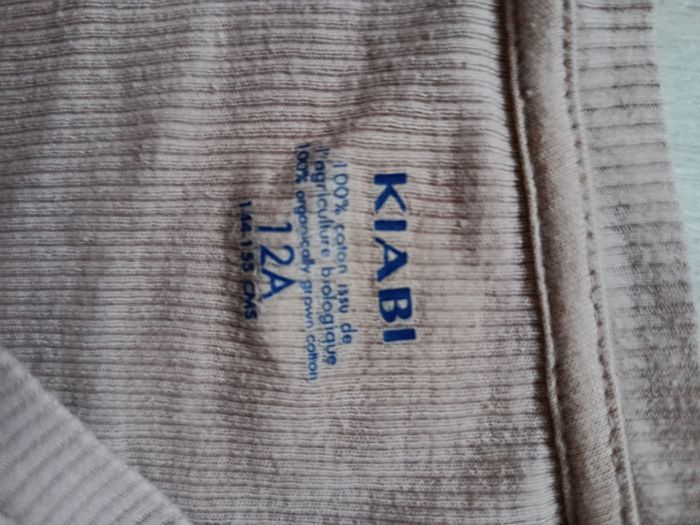 KIABI
100% coton issu de
l'agriculture biologique
100% organically grown cotton
12A
144-155 CMS